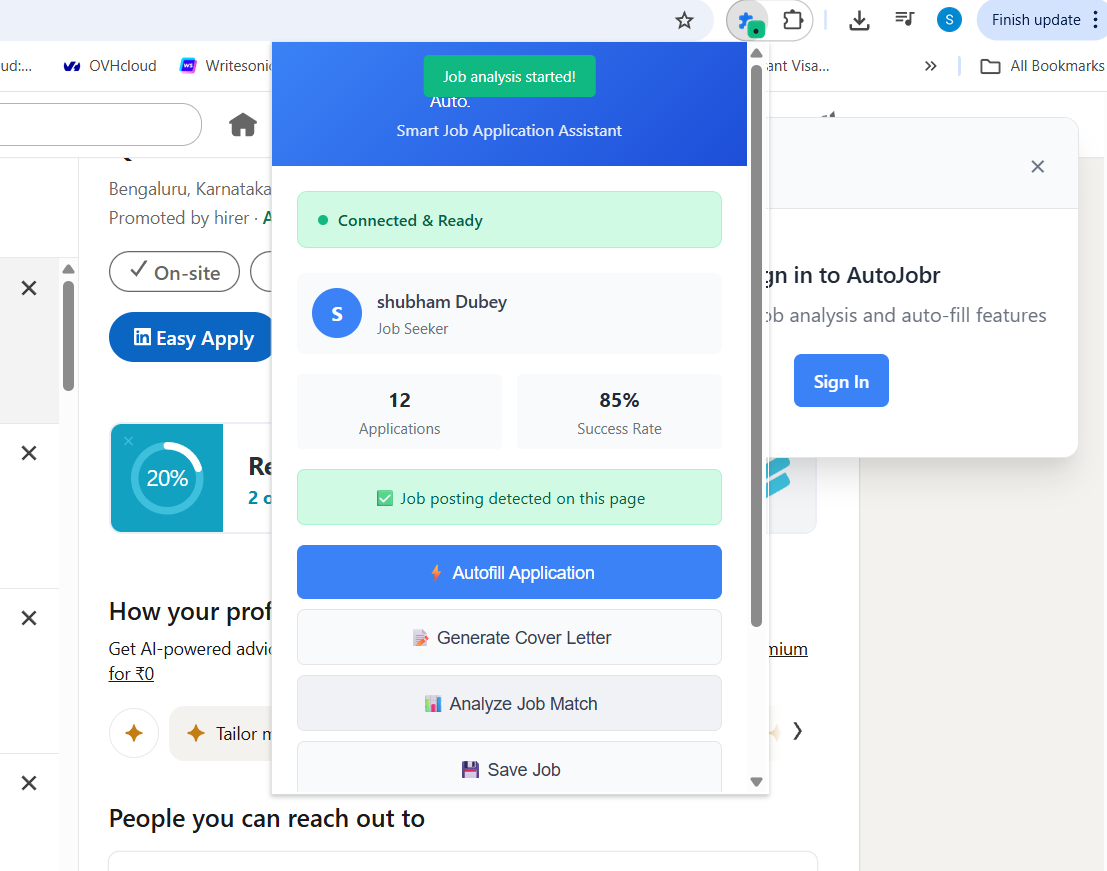 S
Finish update
ud:...
OVHcloud
Writesonic
ant Visa...
All Bookmarks
Job analysis started!
Auto.
Smart Job Application Assistant
Bengaluru, Karnataka
Promoted by hirer · A
On-site
Easy Apply
Connected & Ready
S
shubham Dubey
Job Seeker
12
Applications
85%
Success Rate
gn in to AutoJobr
ob analysis and auto-fill features
Sign In
20%
Re
2 o
Job posting detected on this page
Autofill Application
Generate Cover Letter
Analyze Job Match
Save Job
How your prof
Get AI-powered advic
mium
for ₹0
Tailor m
People you can reach out to